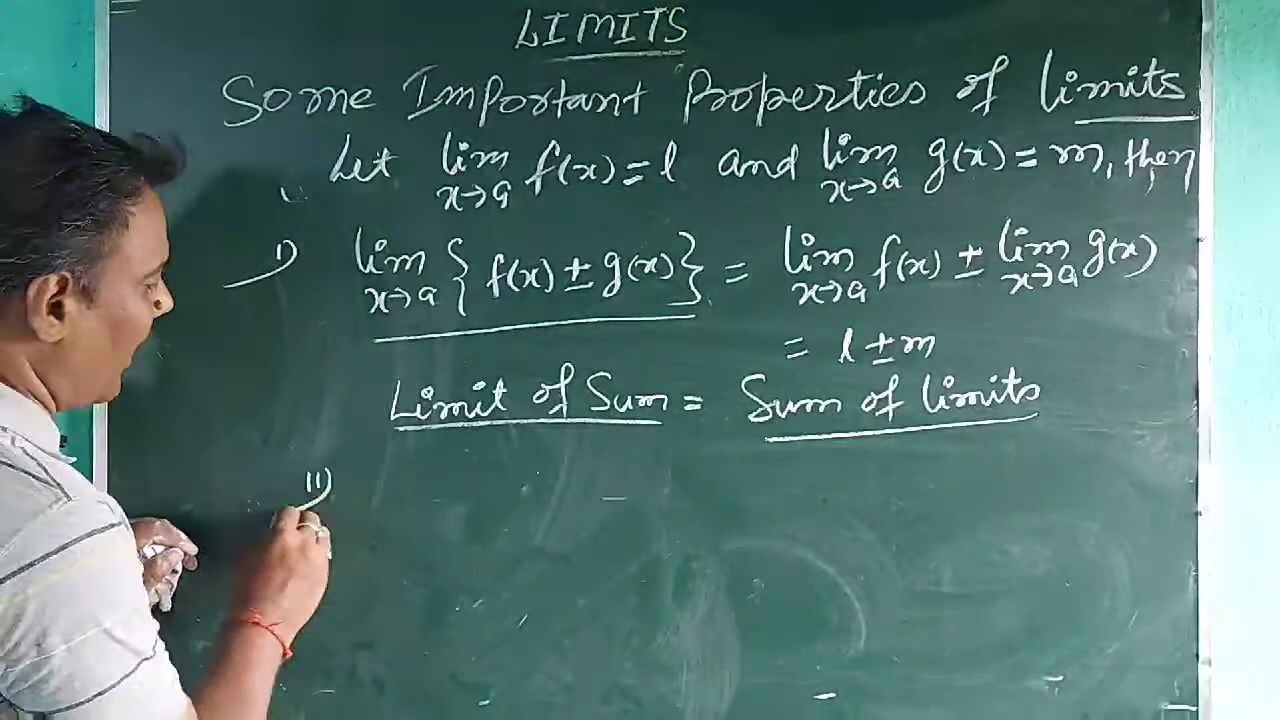 LIMITS
Some Important Properties of limits
Let lim x→a f(x) = l and lim x→a g(x) = m, then
i) lim x→a { f(x) ± g(x) } = lim x→a f(x) ± lim x→a g(x)
= l ± m
Limit of Sum = Sum of limits
ii)